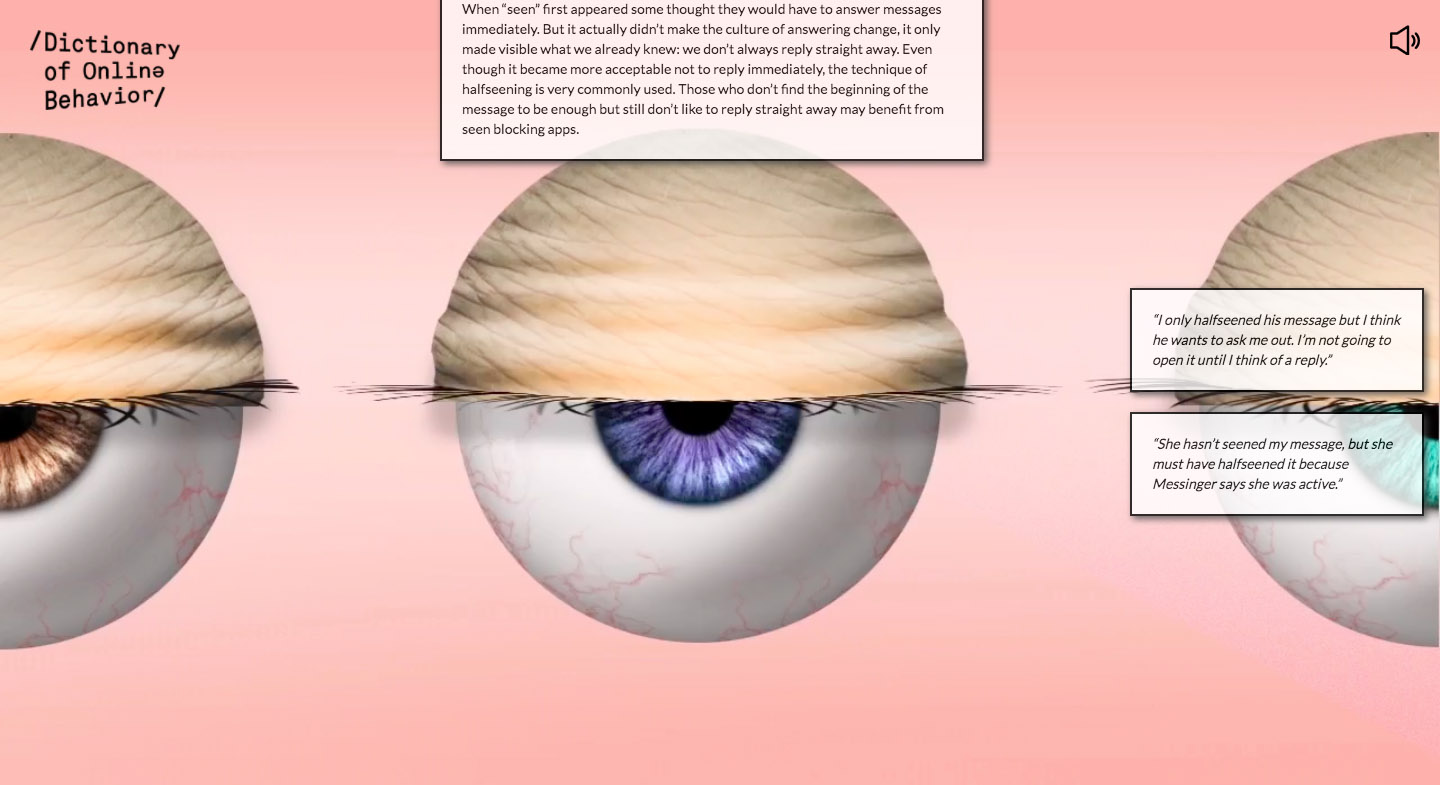 /Dictionary
of Onlinə
Behavior/
When “seen” first appeared some thought they would have to answer messages
immediately. But it actually didn’t make the culture of answering change, it only
made visible what we already knew: we don’t always reply straight away. Even
though it became more acceptable not to reply immediately, the technique of
halfseening is very commonly used. Those who don’t find the beginning of the
message to be enough but still don’t like to reply straight away may benefit from
seen blocking apps.
“I only halfseened his message but I think
he wants to ask me out. I’m not going to
open it until I think of a reply.”
“She hasn’t seened my message, but she
must have halfseened it because
Messinger says she was active.”